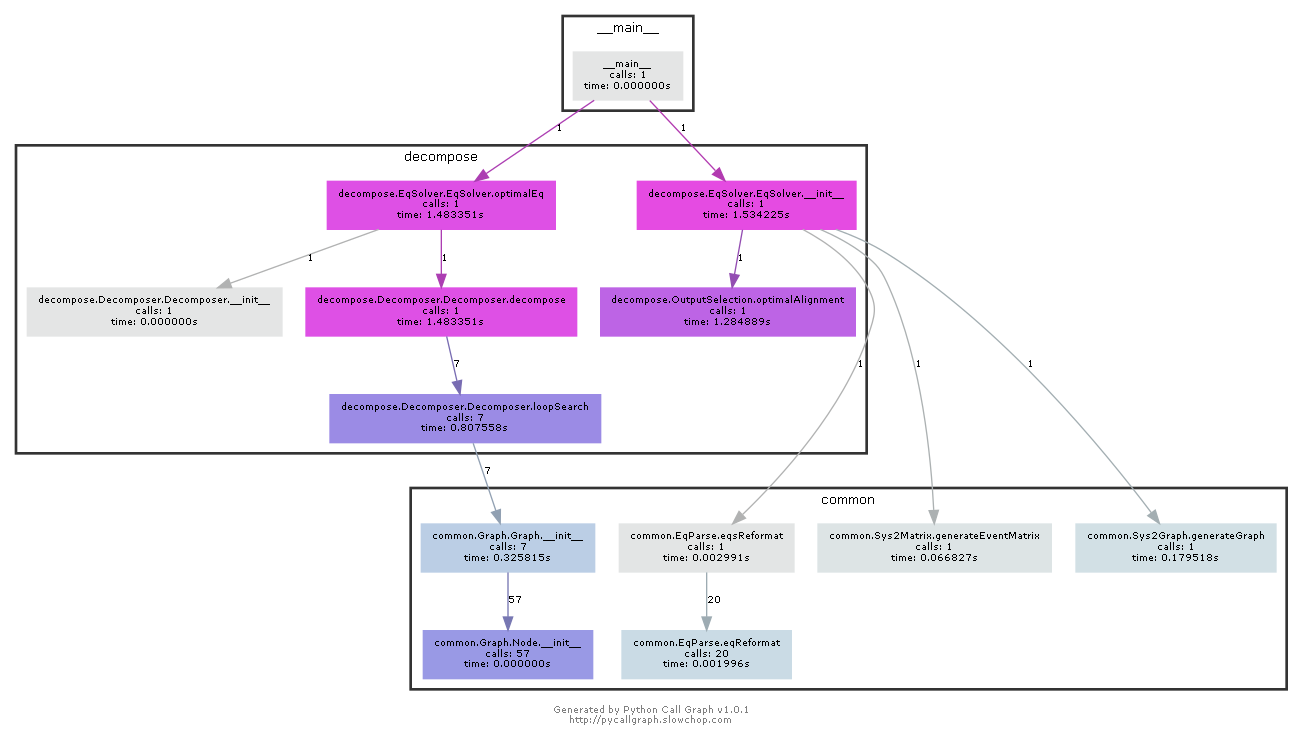 __main__
__main__
calls: 1
time: 0.000000s
1
1
decompose
decompose.EqSolver.EqSolver.optimalEq
calls: 1
time: 1.483351s
decompose.EqSolver.EqSolver.__init__
calls: 1
time: 1.534225s
1
1
1
decompose.Decomposer.Decomposer.__init__
calls: 1
time: 0.000000s
decompose.Decomposer.Decomposer.decompose
calls: 1
time: 1.483351s
decompose.OutputSelection.optimalAlignment
calls: 1
time: 1.284889s
7
1
1
1
decompose.Decomposer.Decomposer.loopSearch
calls: 7
time: 0.807558s
7
common
common.Graph.Graph.__init__
calls: 7
time: 0.325815s
common.EqParse.eqsReformat
calls: 1
time: 0.002991s
common.Sys2Matrix.generateEventMatrix
calls: 1
time: 0.066827s
common.Sys2Graph.generateGraph
calls: 1
time: 0.179518s
57
20
common.Graph.Node.__init__
calls: 57
time: 0.000000s
common.EqParse.eqReformat
calls: 20
time: 0.001996s
Generated by Python Call Graph v1.0.1
http://pycallgraph.slowchop.com